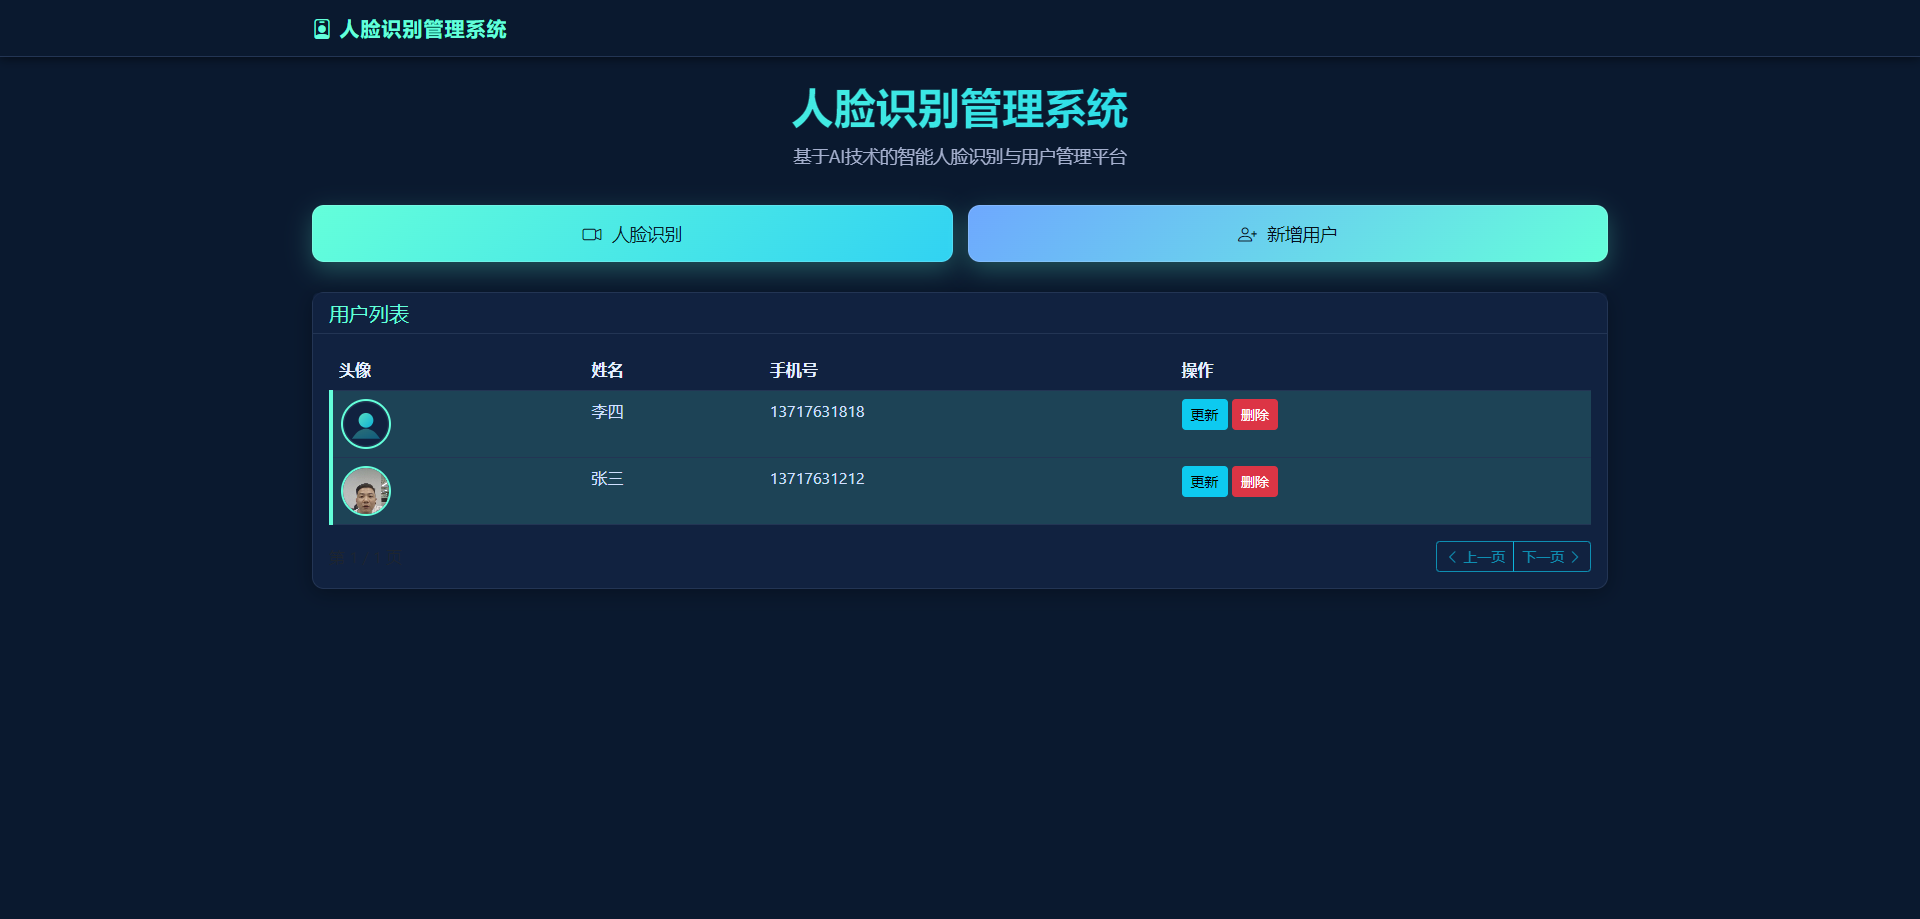 人脸识别管理系统
人脸识别管理系统
基于AI技术的智能人脸识别与用户管理平台
人脸识别
新增用户
用户列表
头像 姓名 手机号 操作
李四 13717631818 更新 删除
张三 13717631212 更新 删除
上一页 下一页